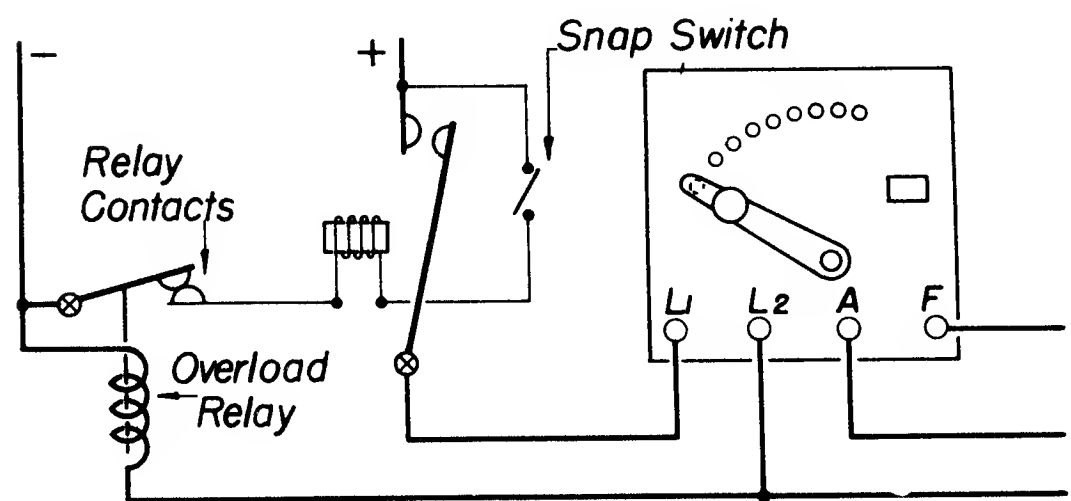 −
+
Snap Switch
Relay
Contacts
L1
L2
A
F
Overload
Relay